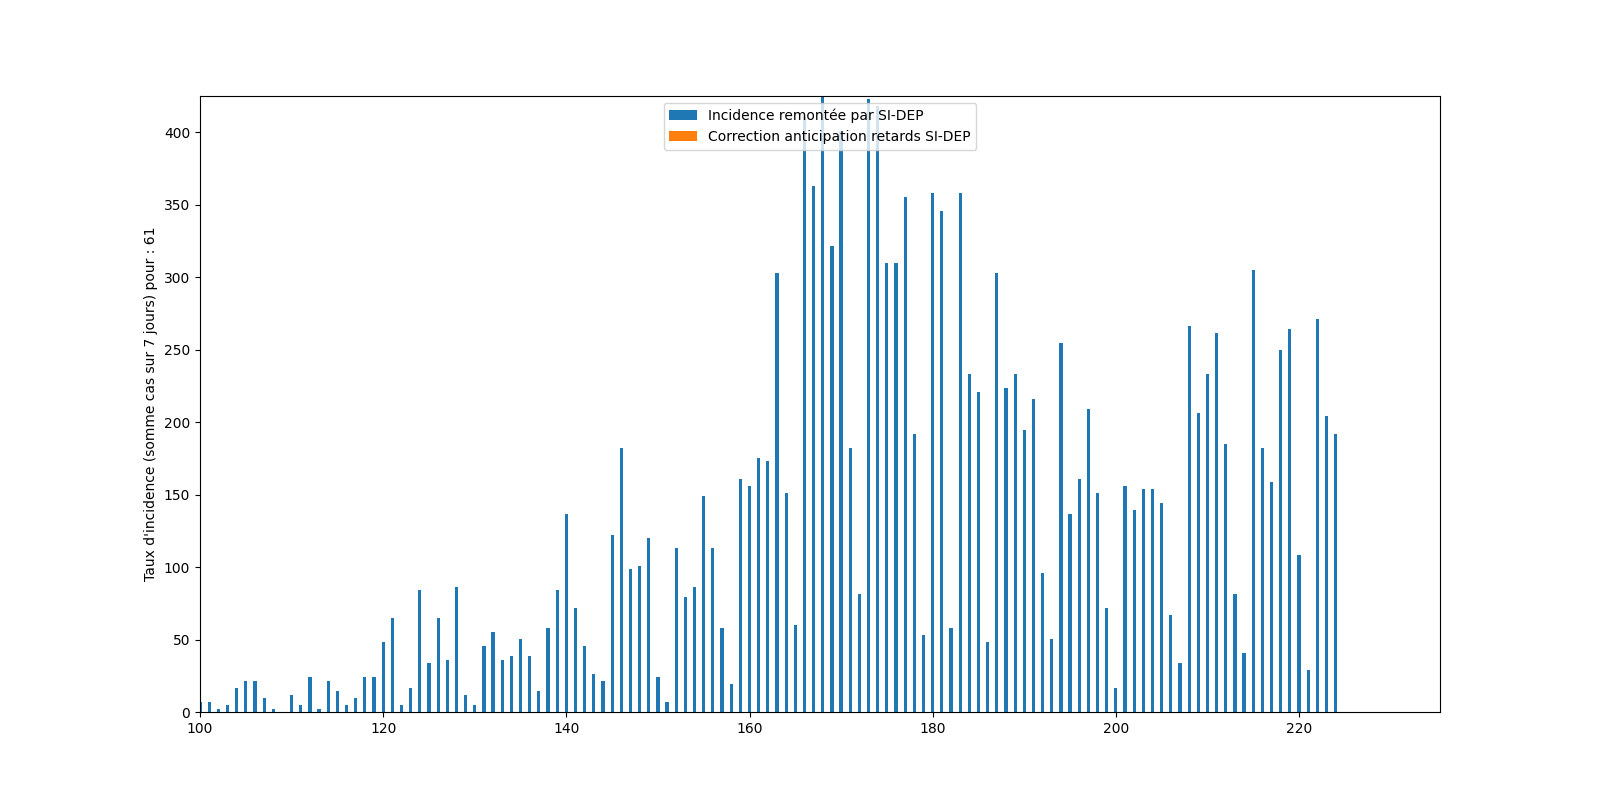 Incidence remontée par SI-DEP
Correction anticipation retards SI-DEP
Taux d'incidence (somme cas sur 7 jours) pour : 61
400
350
300
250
200
150
100
50
0
100 120 140 160 180 200 220